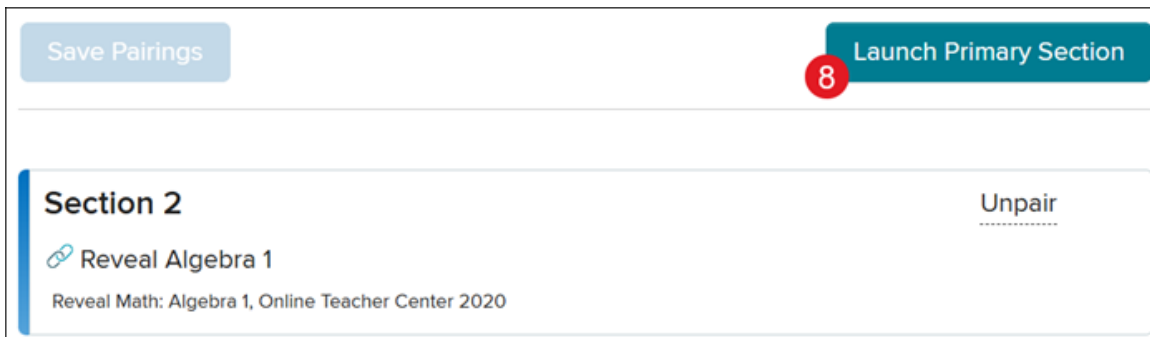 Save Pairings
Launch Primary Section
8
Section 2
Unpair
Reveal Algebra 1
Reveal Math: Algebra 1, Online Teacher Center 2020